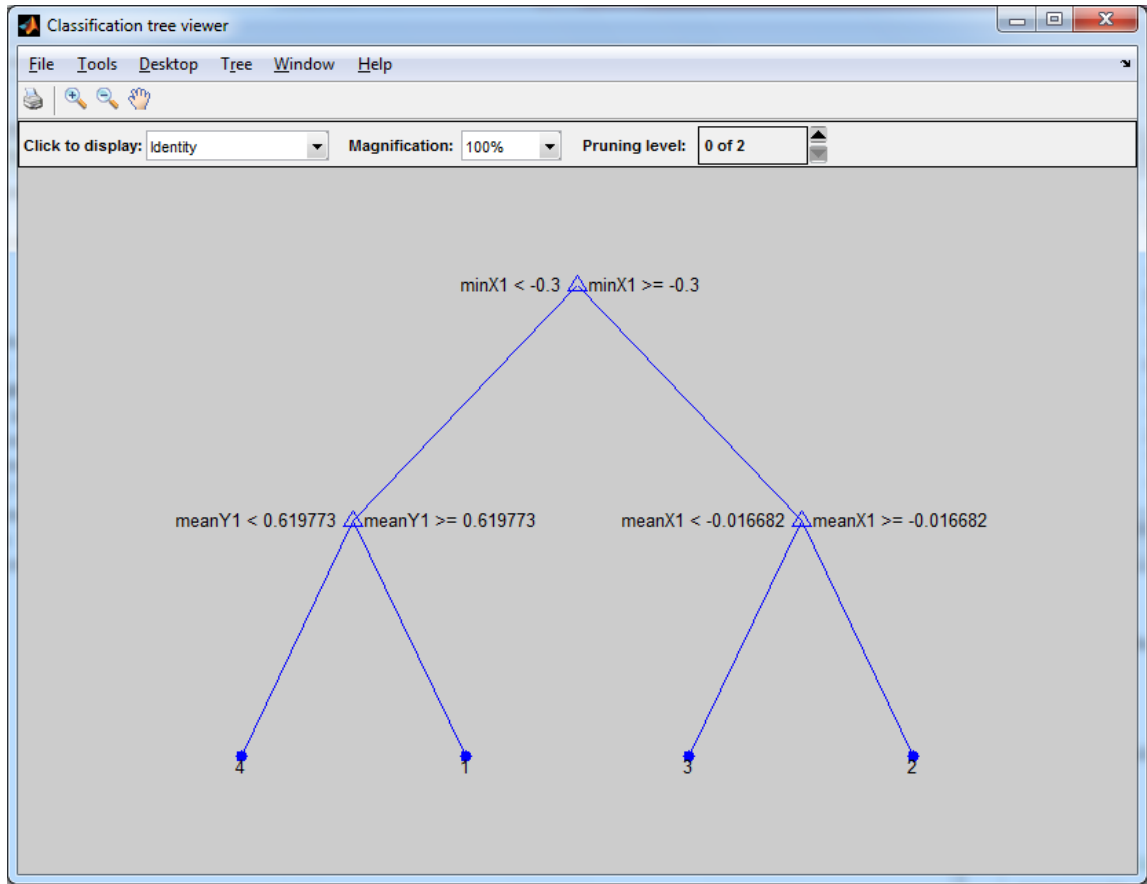 Classification tree viewer
File Tools Desktop Tree Window Help
Click to display: Identity Magnification: 100% Pruning level: 0 of 2
minX1 < -0.3 minX1 >= -0.3
meanY1 < 0.619773 meanY1 >= 0.619773 meanX1 < -0.016682 meanX1 >= -0.016682
4 1 3 2